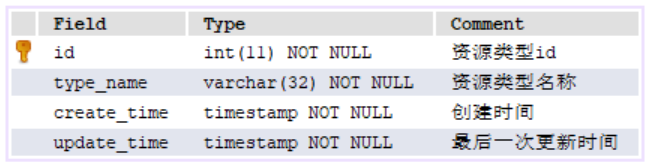 Field Type Comment
id int(11) NOT NULL 资源类型id
type_name varchar(32) NOT NULL 资源类型名称
create_time timestamp NOT NULL 创建时间
update_time timestamp NOT NULL 最后一次更新时间